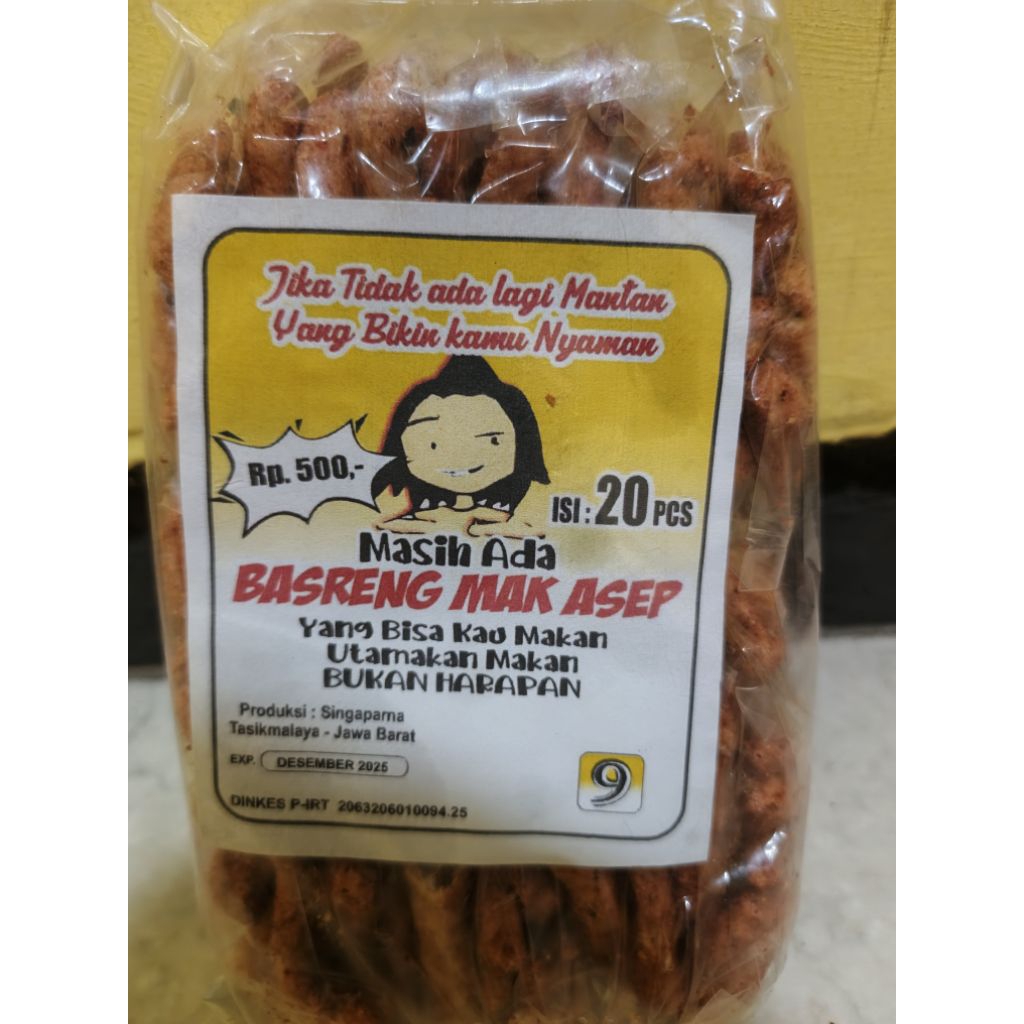 Jika Tidak ada lagi Mantan
Yang Bikin kamu Nyaman
Rp. 500,-
ISI : 20 PCS
Masih Ada
BASRENG MAK ASEP
Yang Bisa Kau Makan
Utamakan Makan
BUKAN HARAPAN
Produksi : Singaparna
Tasikmalaya - Jawa Barat
EXP. DESEMBER 2025
9
DINKES P-IRT 2063206010094.25